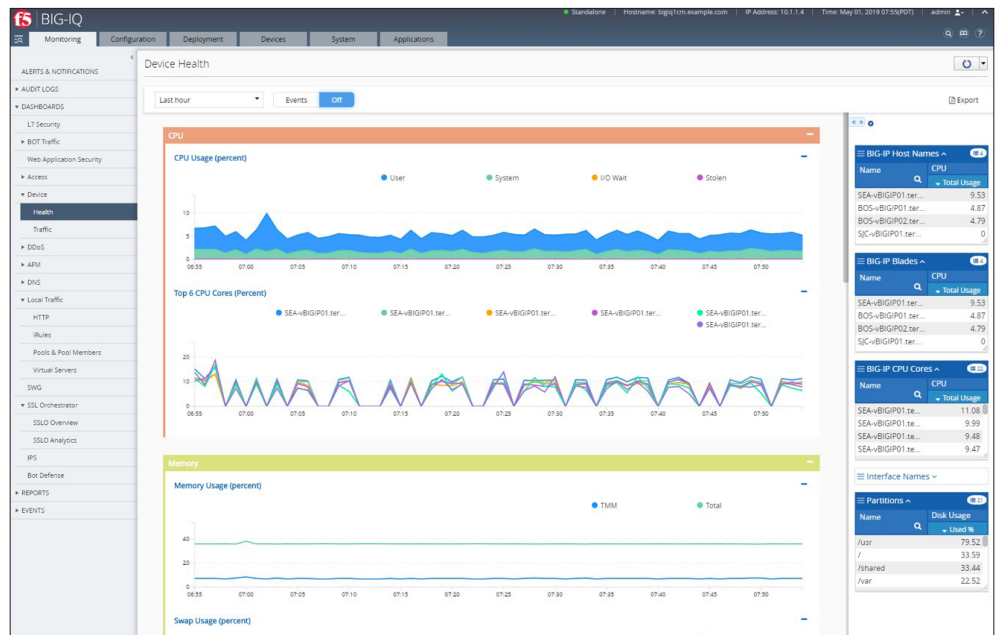 f5 BIG-IQ
Standalone | Hostname: bigiq1cm.example.com | IP Address: 10.1.1.4 | Time: May 01, 2019 07:55(PDT) | admin
Monitoring Configuration Deployment Devices System Applications
ALERTS & NOTIFICATIONS
AUDIT LOGS
DASHBOARDS
L7 Security
BOT Traffic
Web Application Security
Access
Device
Health
Traffic
DDoS
AFM
DNS
Local Traffic
HTTP
iRules
Pools & Pool Members
Virtual Servers
SWG
SSL Orchestrator
SSLO Overview
SSLO Analytics
IPS
Bot Defense
REPORTS
EVENTS
Device Health
Last hour Events Off Export
CPU
CPU Usage (percent)
User System I/O Wait Stolen
10
5
0
06:55 07:00 07:05 07:10 07:15 07:20 07:25 07:30 07:35 07:40 07:45 07:50
Top 6 CPU Cores (Percent)
SEA-vBIGIP01.ter... SEA-vBIGIP01.ter... SEA-vBIGIP01.ter... SEA-vBIGIP01.ter... SEA-vBIGIP01.ter...
SEA-vBIGIP01.ter...
20
10
0
06:55 07:00 07:05 07:10 07:15 07:20 07:25 07:30 07:35 07:40 07:45 07:50
Memory
Memory Usage (percent)
TMM Total
40
20
0
06:55 07:00 07:05 07:10 07:15 07:20 07:25 07:30 07:35 07:40 07:45 07:50
Swap Usage (percent)
BIG-IP Host Names 4
Name CPU
Total Usage
SEA-vBIGIP01.ter... 9.53
BOS-vBIGIP01.ter... 4.87
BOS-vBIGIP02.ter... 4.79
SJC-vBIGIP01.ter... 0
BIG-IP Blades 4
Name CPU
Total Usage
SEA-vBIGIP01.ter... 9.53
BOS-vBIGIP01.ter... 4.87
BOS-vBIGIP02.ter... 4.79
SJC-vBIGIP01.ter... 0
BIG-IP CPU Cores 22
Name CPU
Total Usage
SEA-vBIGIP01.te... 11.08
SEA-vBIGIP01.te... 9.99
SEA-vBIGIP01.te... 9.48
SEA-vBIGIP01.te... 9.47
Interface Names
Partitions 21
Name Disk Usage
Used %
/usr 79.52
/ 33.59
/shared 33.44
/var 22.52